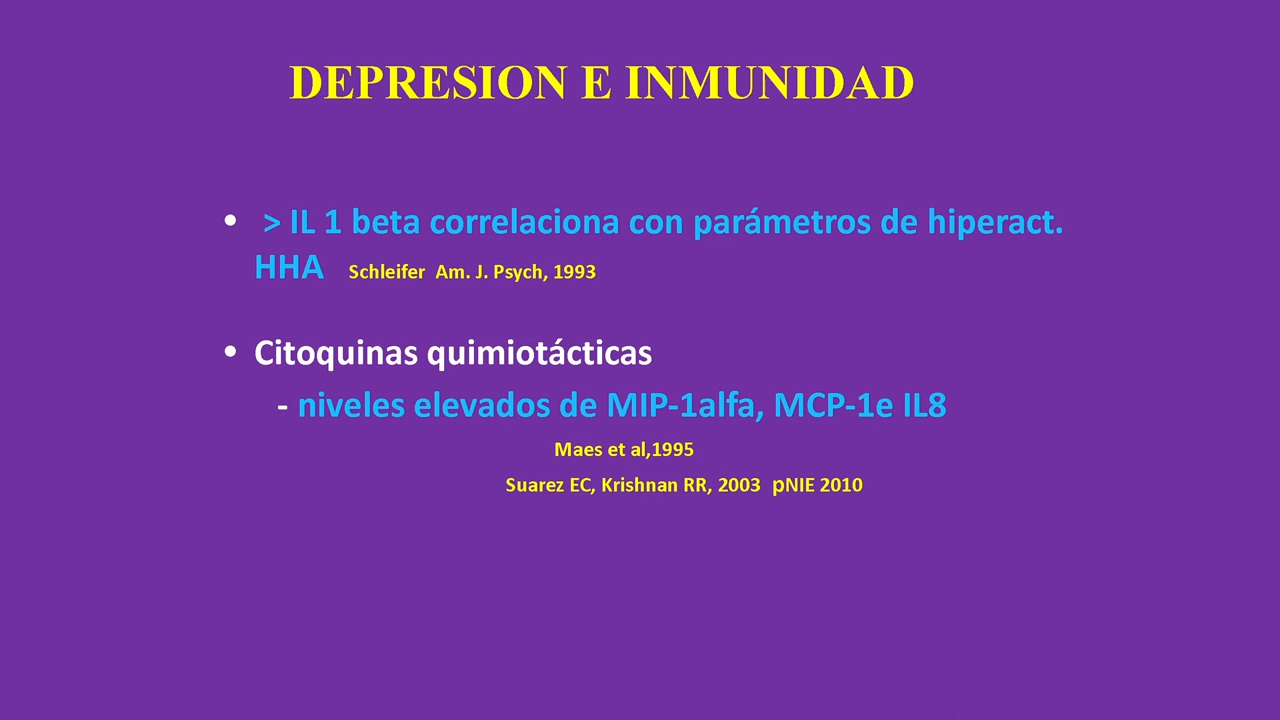 DEPRESION E INMUNIDAD
• > IL 1 beta correlaciona con parámetros de hiperact.
HHA Schleifer Am. J. Psych, 1993
• Citoquinas quimiotácticas
- niveles elevados de MIP-1alfa, MCP-1e IL8
Maes et al,1995
Suarez EC, Krishnan RR, 2003 pNIE 2010